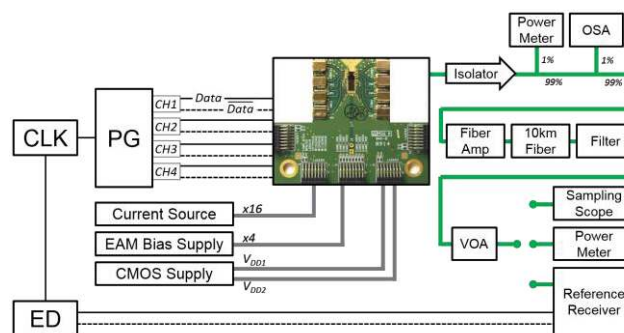 Power
Meter
OSA
1%
1%
Isolator
99%
99%
CLK
PG
CH1
Data
Data
CH2
CH3
CH4
Fiber
Amp
10km
Fiber
Filter
Current Source
x16
EAM Bias Supply
x4
CMOS Supply
VDD1
VDD2
VOA
Sampling
Scope
Power
Meter
Reference
Receiver
ED